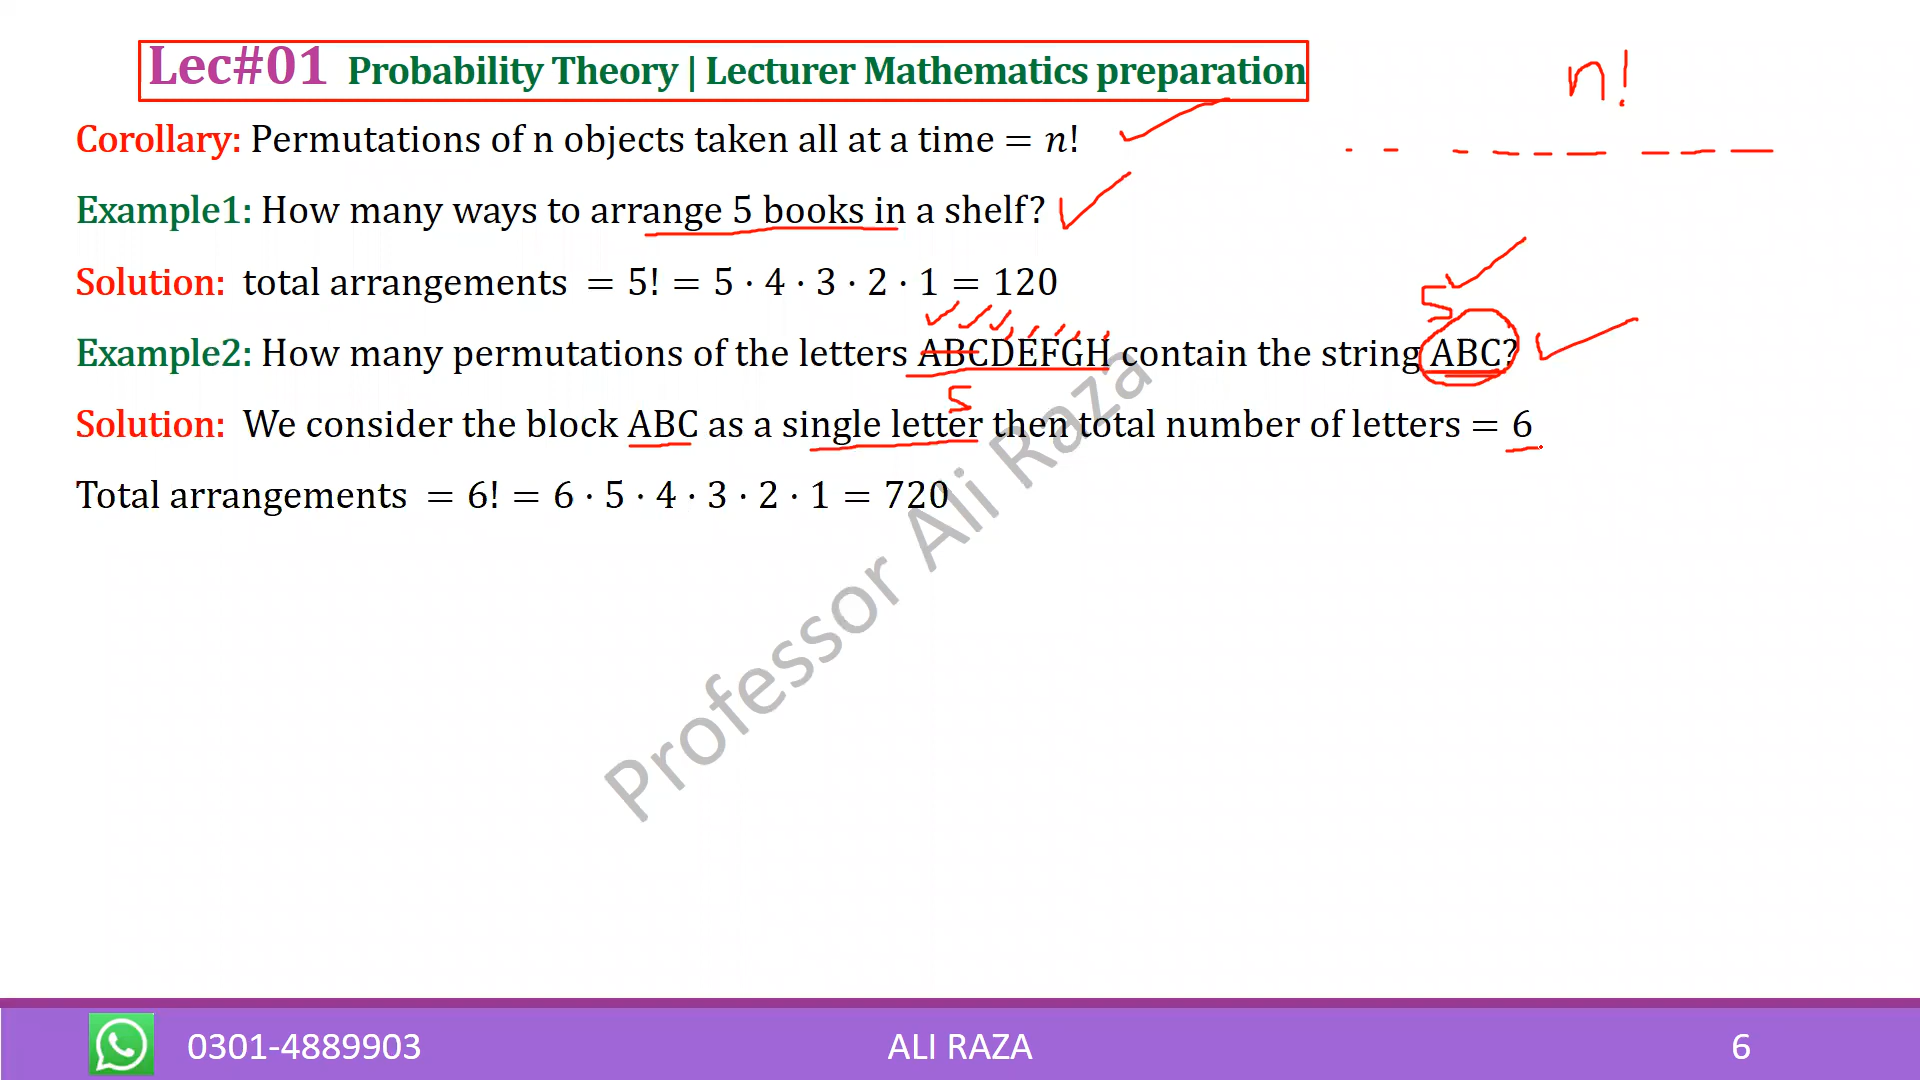 Lec#01 Probability Theory | Lecturer Mathematics preparation
n!
Corollary: Permutations of n objects taken all at a time = n!
Example1: How many ways to arrange 5 books in a shelf?
Solution: total arrangements = 5! = 5 · 4 · 3 · 2 · 1 = 120
5
Example2: How many permutations of the letters ABCDEFGH contain the string ABC?
5
Solution: We consider the block ABC as a single letter then total number of letters = 6
Total arrangements = 6! = 6 · 5 · 4 · 3 · 2 · 1 = 720
Professor Ali Raza
0301-4889903 ALI RAZA 6